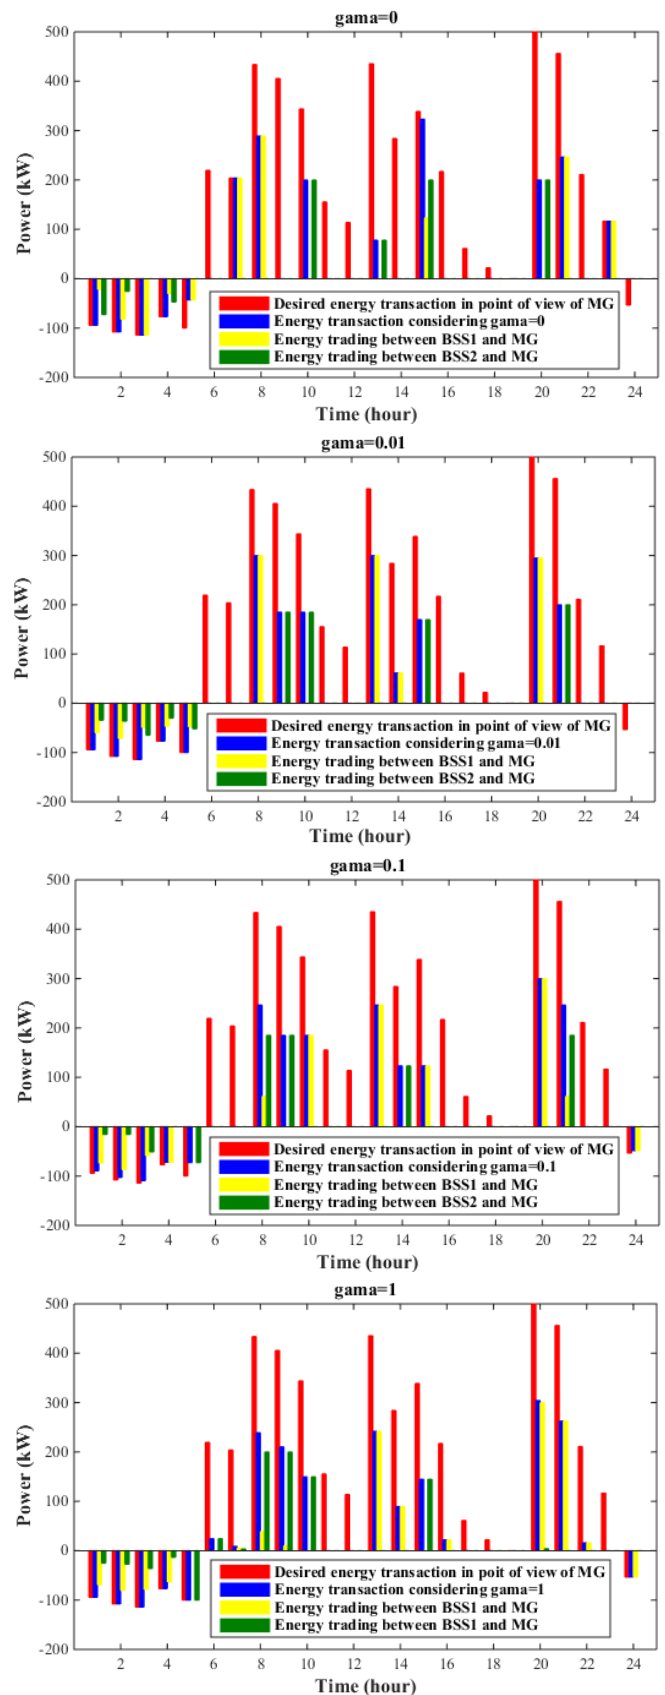 gama=0
500
400
300
200
100
0
-100
-200
Power (kW)
Desired energy transaction in point of view of MG
Energy transaction considering gama=0
Energy trading between BSS1 and MG
Energy trading between BSS2 and MG
2 4 6 8 10 12 14 16 18 20 22 24
Time (hour)
gama=0.01
500
400
300
200
100
0
-100
-200
Power (kW)
Desired energy transaction in point of view of MG
Energy transaction considering gama=0.01
Energy trading between BSS1 and MG
Energy trading between BSS2 and MG
2 4 6 8 10 12 14 16 18 20 22 24
Time (hour)
gama=0.1
500
400
300
200
100
0
-100
-200
Power (kW)
Desired energy transaction in point of view of MG
Energy transaction considering gama=0.1
Energy trading between BSS1 and MG
Energy trading between BSS2 and MG
2 4 6 8 10 12 14 16 18 20 22 24
Time (hour)
gama=1
500
400
300
200
100
0
-100
-200
Power (kW)
Desired energy transaction in poit of view of MG
Energy transaction considering gama=1
Energy trading between BSS1 and MG
Energy trading between BSS1 and MG
2 4 6 8 10 12 14 16 18 20 22 24
Time (hour)